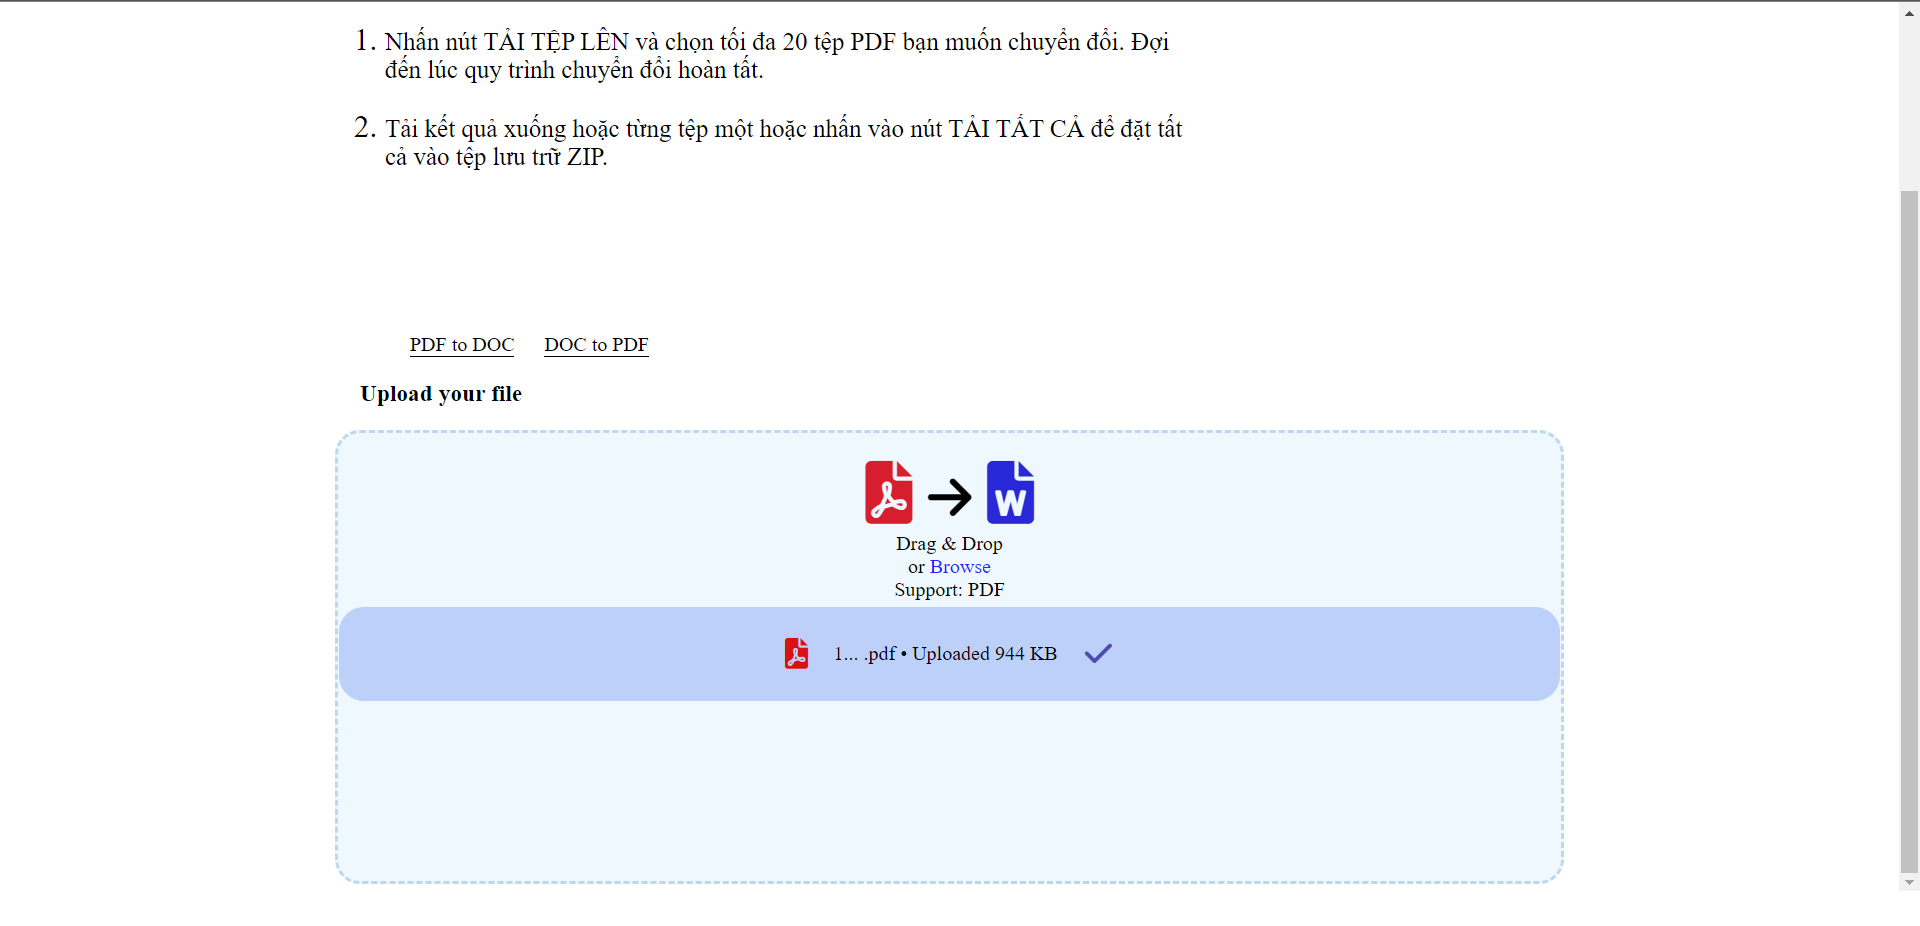 1. Nhấn nút TẢI TỆP LÊN và chọn tối đa 20 tệp PDF bạn muốn chuyển đổi. Đợi
đến lúc quy trình chuyển đổi hoàn tất.
2. Tải kết quả xuống hoặc từng tệp một hoặc nhấn vào nút TẢI TẤT CẢ để đặt tất
cả vào tệp lưu trữ ZIP.
PDF to DOC DOC to PDF
Upload your file
W
Drag & Drop
or Browse
Support: PDF
1... .pdf • Uploaded 944 KB